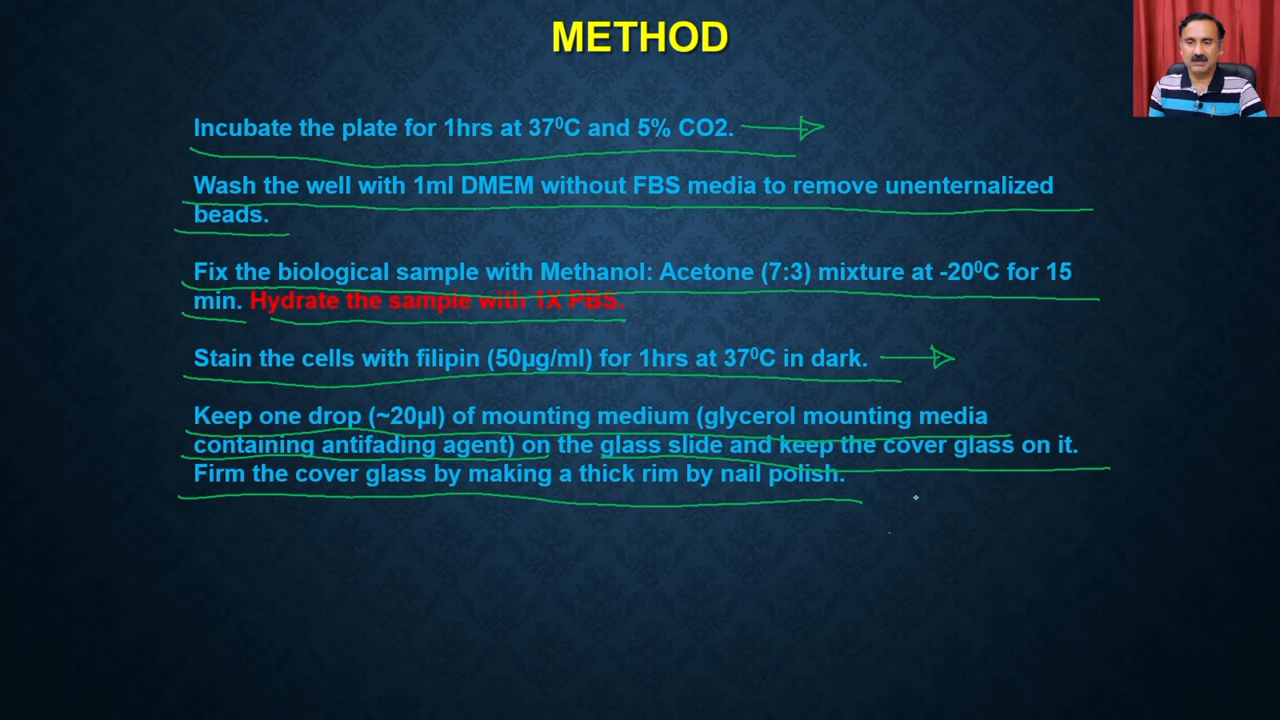 METHOD
Incubate the plate for 1hrs at 37⁰C and 5% CO2.
Wash the well with 1ml DMEM without FBS media to remove unenternalized
beads.
Fix the biological sample with Methanol: Acetone (7:3) mixture at -20⁰C for 15
min. Hydrate the sample with 1X PBS.
Stain the cells with filipin (50µg/ml) for 1hrs at 37⁰C in dark.
Keep one drop (~20µl) of mounting medium (glycerol mounting media
containing antifading agent) on the glass slide and keep the cover glass on it.
Firm the cover glass by making a thick rim by nail polish.